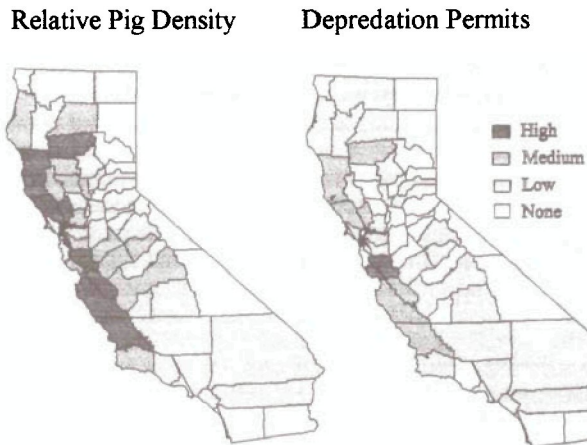 Relative Pig Density
Depredation Permits
High
Medium
Low
None